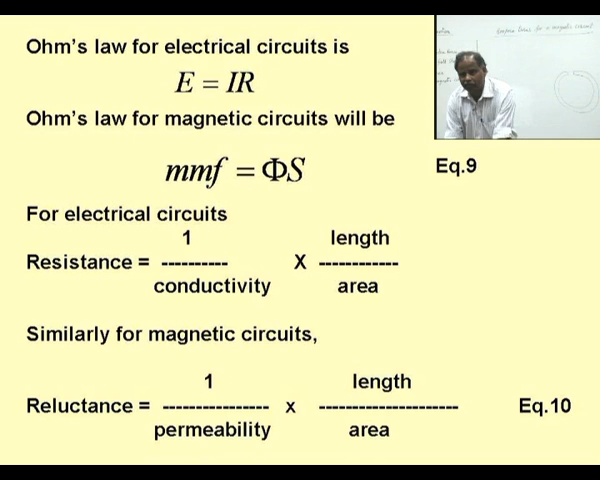 Ohm's law for electrical circuits is
E = IR
Ohm's law for magnetic circuits will be
mmf = ΦS Eq.9
For electrical circuits
1 length
Resistance = ---------- X ------------
conductivity area
Similarly for magnetic circuits,
1 length
Reluctance = ---------------- x --------------------- Eq.10
permeability area